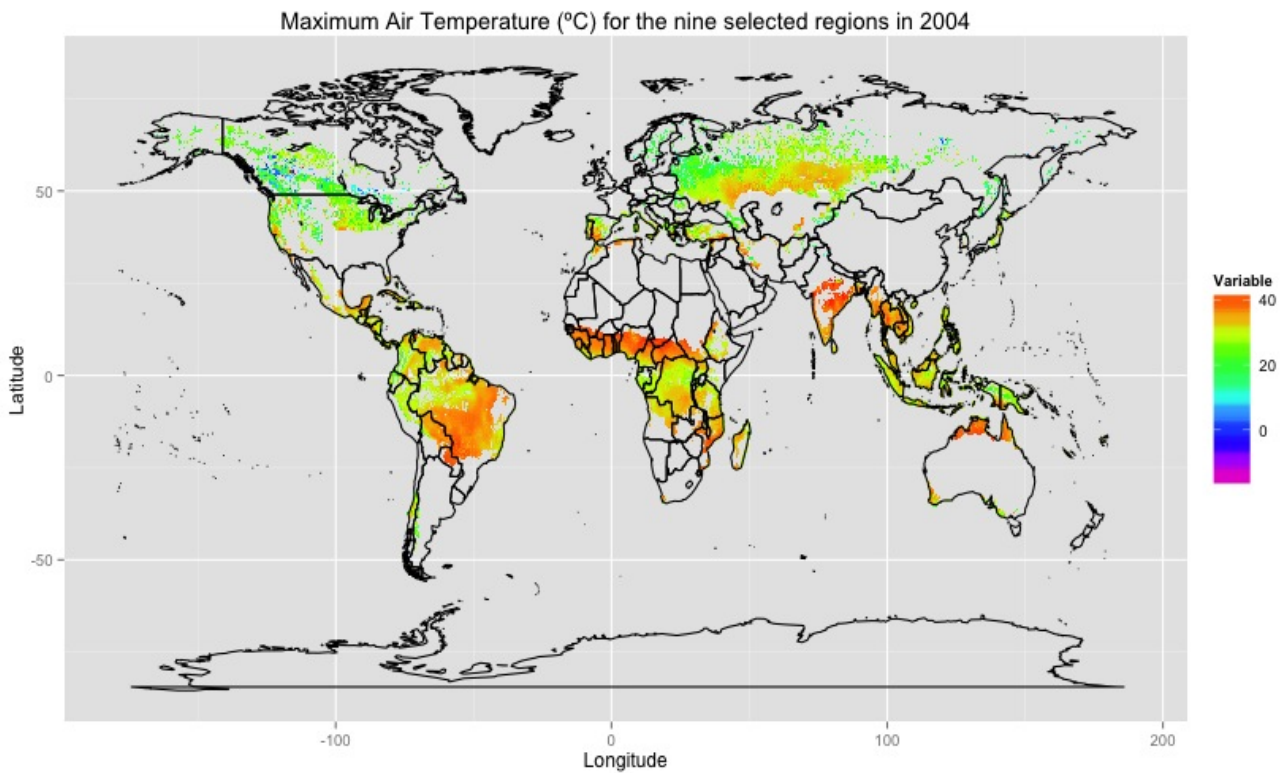 Maximum Air Temperature (ºC) for the nine selected regions in 2004
Latitude
50
0
-50
-100
0
100
200
Longitude
Variable
40
20
0